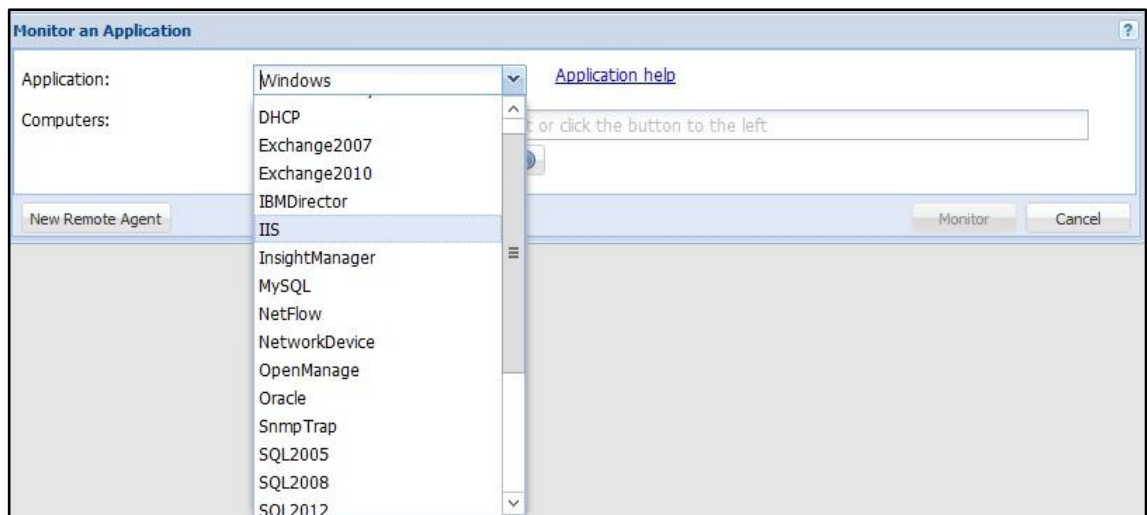 Monitor an Application
?
Application:
Windows
Application help
Computers:
t or click the button to the left
DHCP
Exchange2007
Exchange2010
IBMDirector
IIS
InsightManager
MySQL
NetFlow
NetworkDevice
OpenManage
Oracle
SnmpTrap
SQL2005
SQL2008
SQL2012
New Remote Agent
Monitor
Cancel